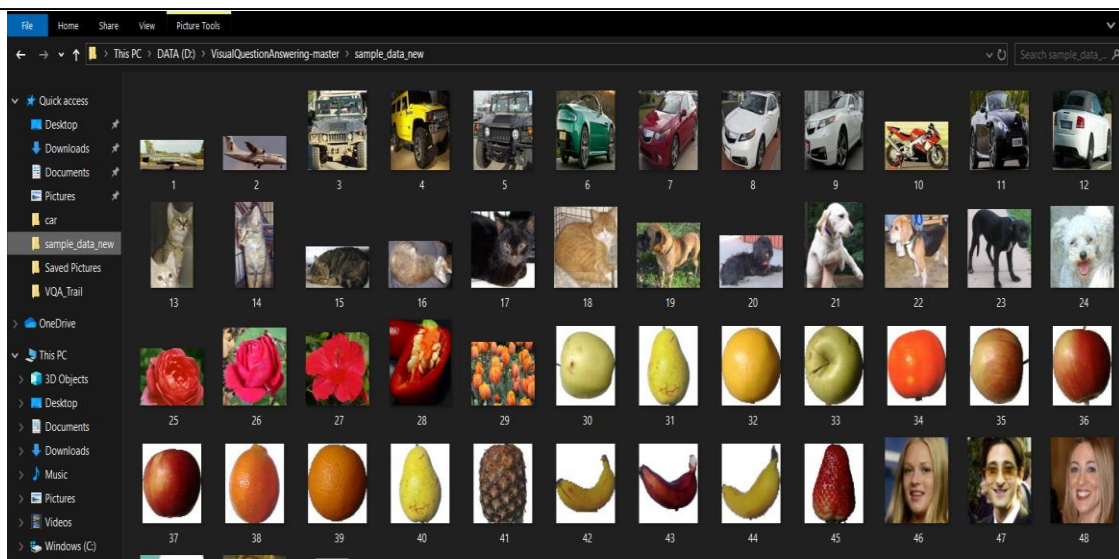 File Home Share View Picture Tools
This PC > DATA (D:) > VisualQuestionAnswering-master > sample_data_new
Search sample_data_...
Quick access
Desktop
Downloads
Documents
Pictures
car
sample_data_new
Saved Pictures
VQA_Trail
OneDrive
This PC
3D Objects
Desktop
Documents
Downloads
Music
Pictures
Videos
Windows (C:)
1 2 3 4 5 6 7 8 9 10 11 12
13 14 15 16 17 18 19 20 21 22 23 24
25 26 27 28 29 30 31 32 33 34 35 36
37 38 39 40 41 42 43 44 45 46 47 48